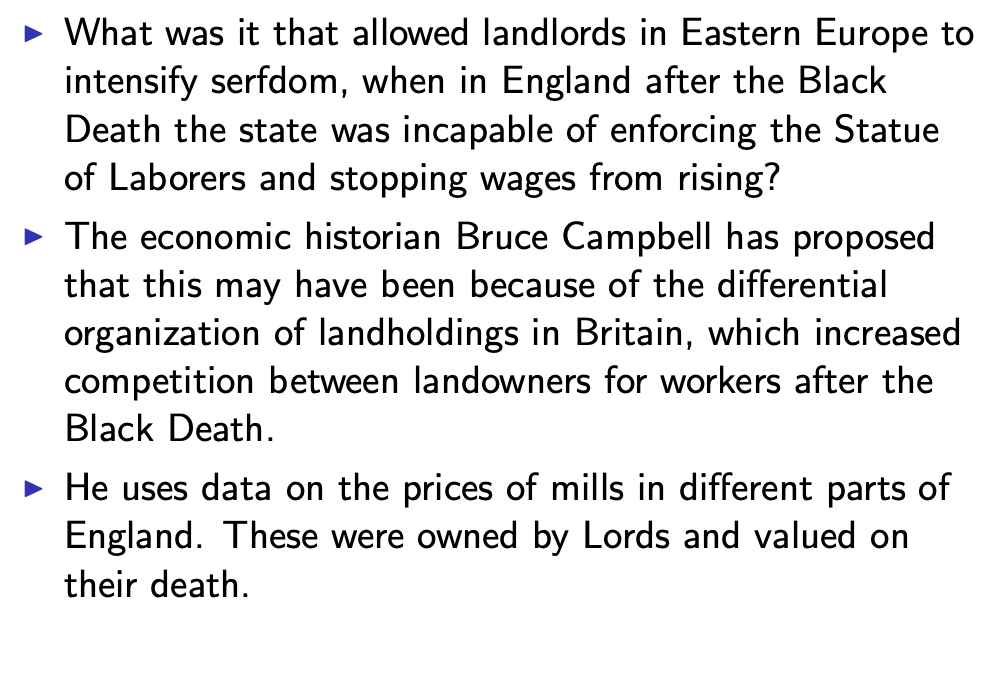 ▶ What was it that allowed landlords in Eastern Europe to
intensify serfdom, when in England after the Black
Death the state was incapable of enforcing the Statue
of Laborers and stopping wages from rising?
▶ The economic historian Bruce Campbell has proposed
that this may have been because of the differential
organization of landholdings in Britain, which increased
competition between landowners for workers after the
Black Death.
▶ He uses data on the prices of mills in different parts of
England. These were owned by Lords and valued on
their death.